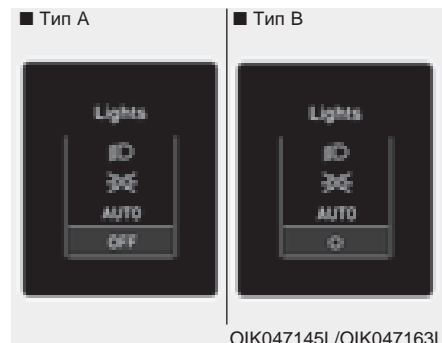 ■ Тип A
■ Тип B
Lights
AUTO
OFF
Lights
AUTO
OIK047145L/OIK047163L